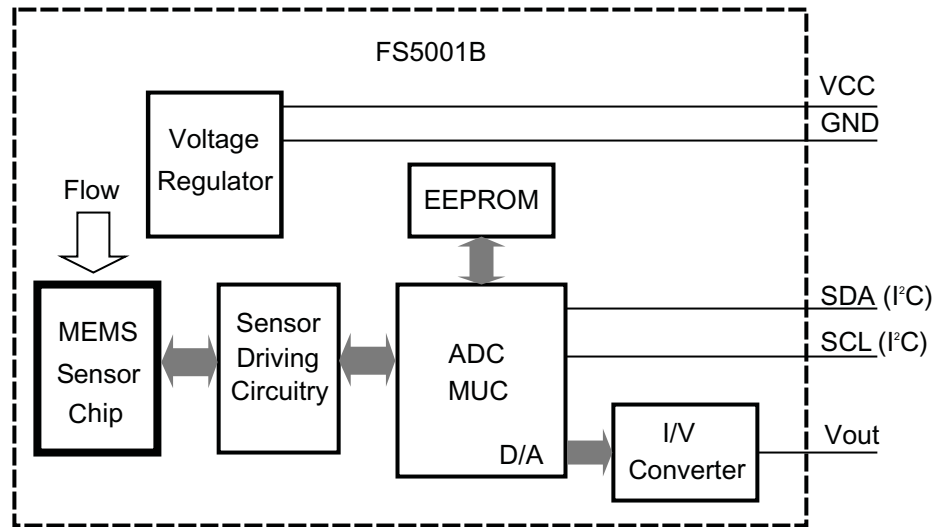 FS5001B
VCC
GND
Voltage
Regulator
Flow
EEPROM
MEMS
Sensor
Chip
Sensor
Driving
Circuitry
ADC
MUC
D/A
SDA (I²C)
SCL (I²C)
I/V
Converter
Vout